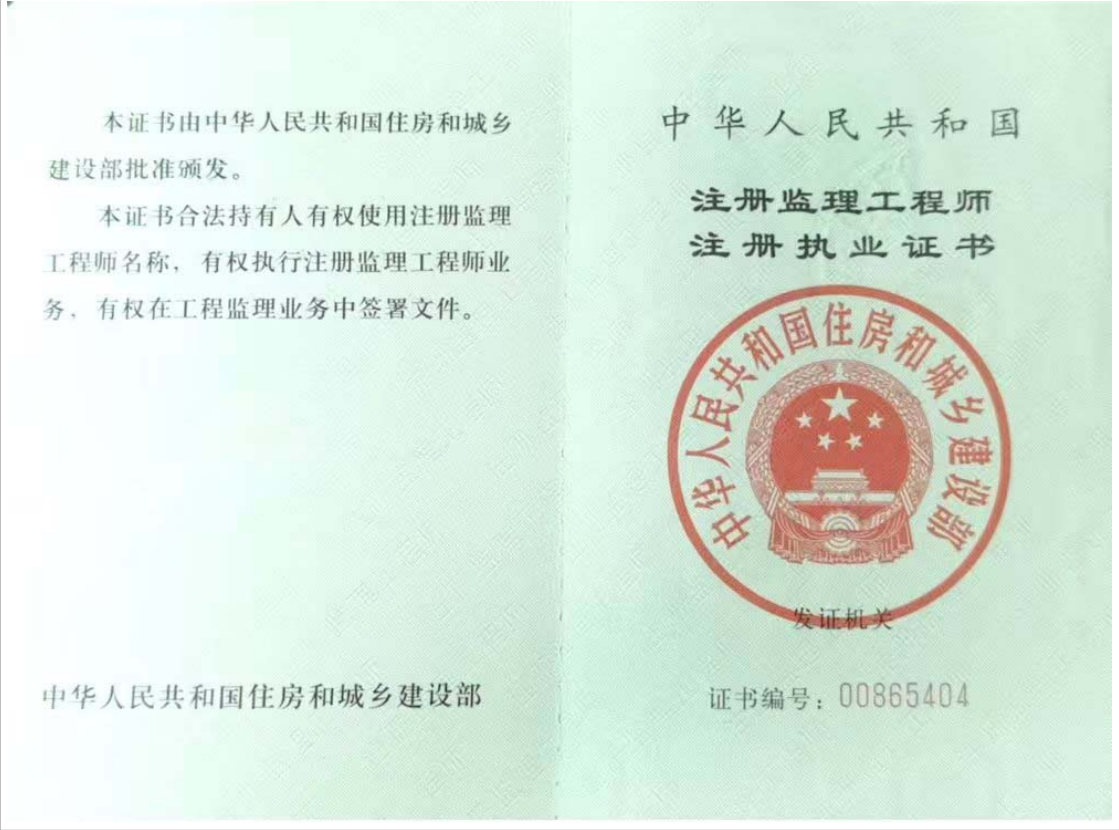 本证书由中华人民共和国住房和城乡
建设部批准颁发。
本证书合法持有人有权使用注册监理
工程师名称，有权执行注册监理工程师业
务，有权在工程监理业务中签署文件。
中华人民共和国住房和城乡建设部
中华人民共和国
注册监理工程师
注册执业证书
中华人民共和国住房和城乡建设部
发证机关
证书编号：00865404